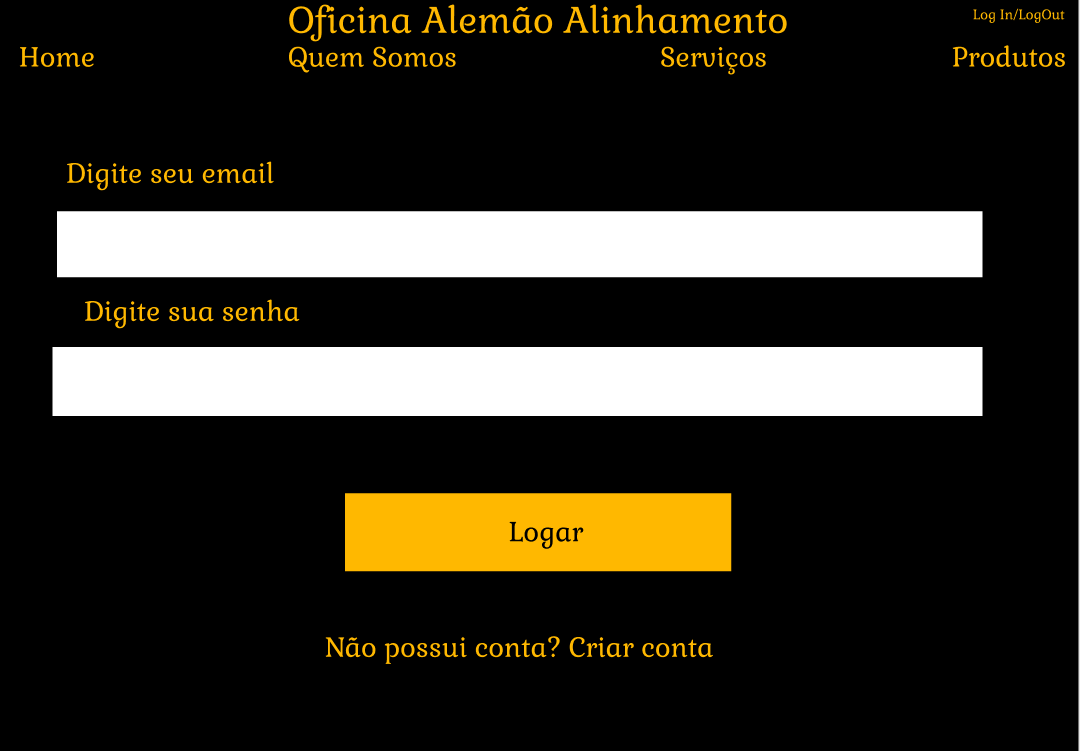 Oficina Alemão Alinhamento
Log In/LogOut
Home Quem Somos Serviços Produtos
Digite seu email
Digite sua senha
Logar
Não possui conta? Criar conta